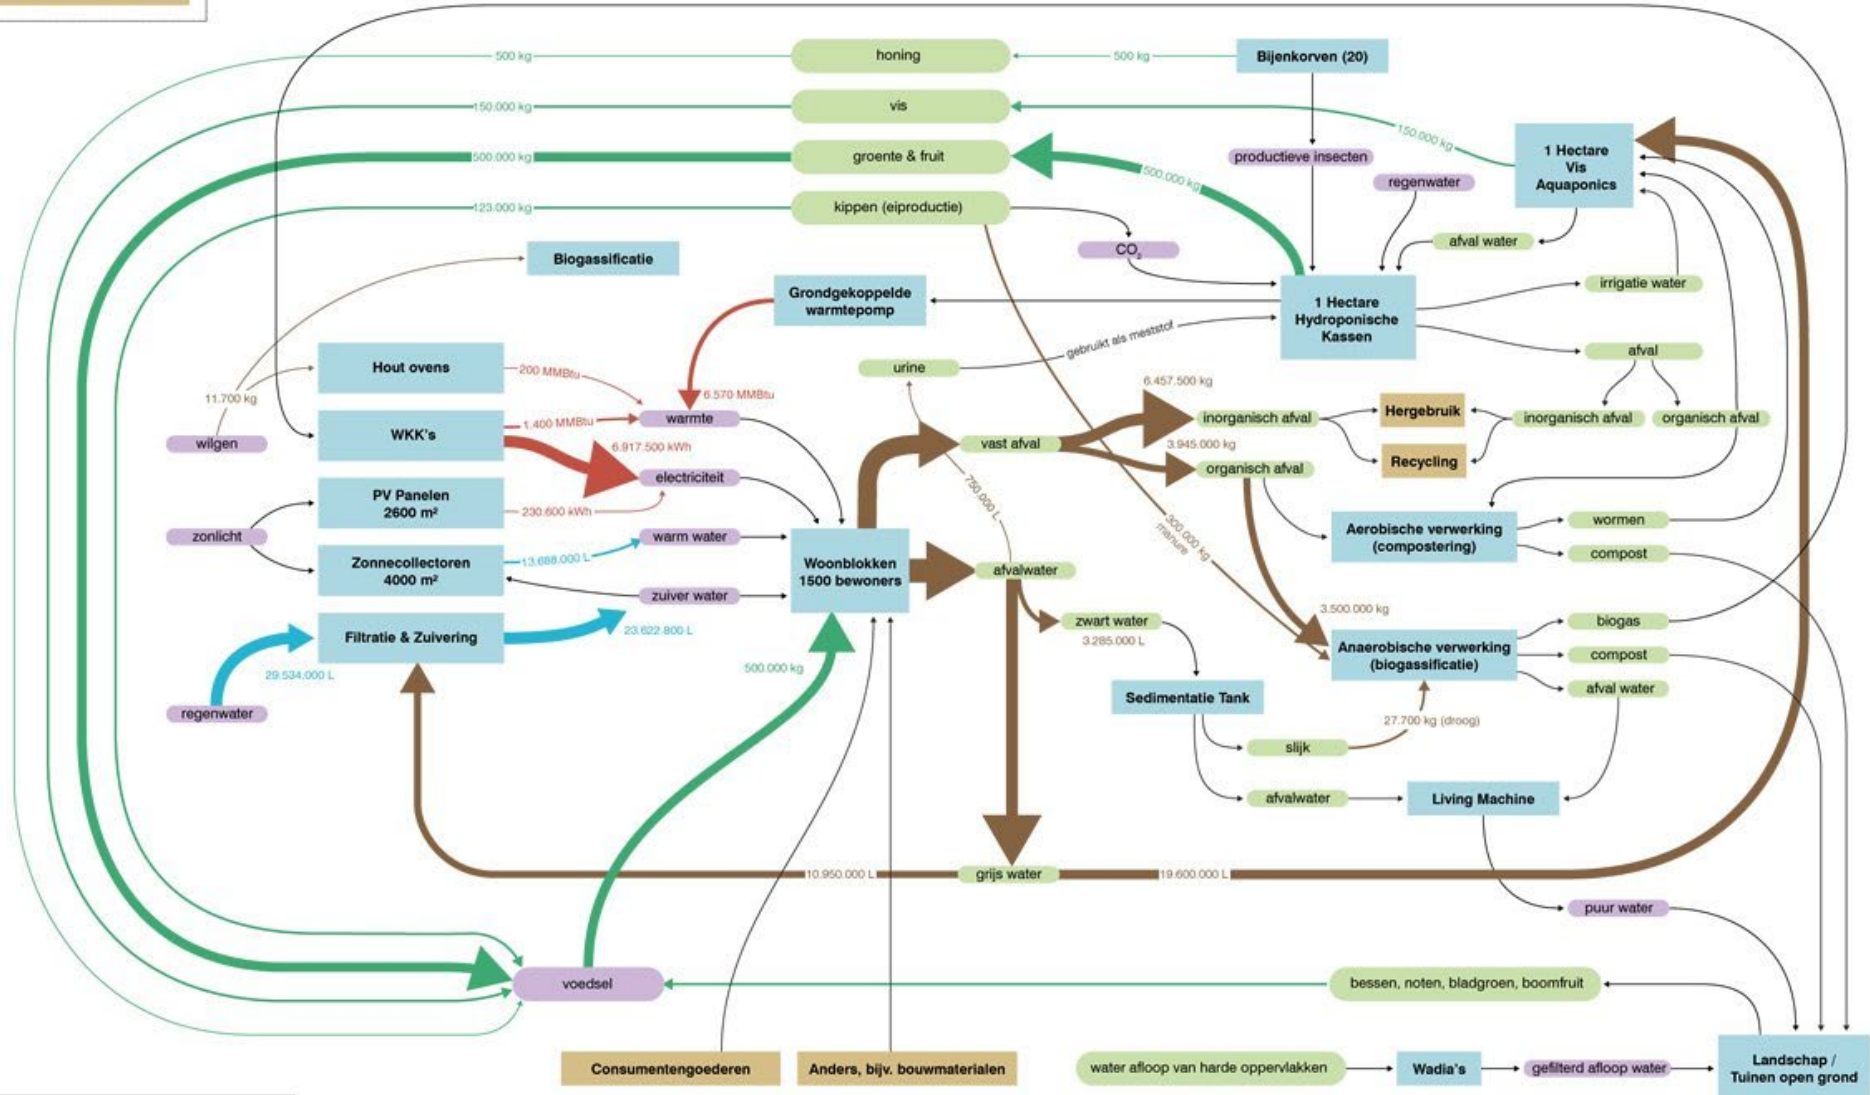 500 kg
honing
500 kg
Bijenkorven (20)
150.000 kg
vis
150.000 kg
500.000 kg
groente & fruit
500.000 kg
productieve insecten
regenwater
1 Hectare
Vis
Aquaponics
123.000 kg
kippen (eiproductie)
CO2
afval water
Biogassificatie
Grondgekoppelde
warmtepomp
1 Hectare
Hydroponische
Kassen
irrigatie water
gebruikt als meststof
afval
urine
Hout ovens
200 MMBtu
6.570 MMBtu
11.700 kg
wilgen
WKK's
1.400 MMBtu
warmte
6.917.500 kWh
electriciteit
6.457.500 kg
inorganisch afval
Hergebruik
inorganisch afval
organisch afval
vast afval
3.945.000 kg
organisch afval
Recycling
PV Panelen
2600 m²
230.600 kWh
750.000 L
300.000 kg
manure
zonlicht
warm water
Zonnecollectoren
4000 m²
13.688.000 L
zuiver water
Woonblokken
1500 bewoners
afvalwater
Aerobische verwerking
(compostering)
wormen
compost
Filtratie & Zuivering
23.622.800 L
29.534.000 L
regenwater
500.000 kg
zwart water
3.285.000 L
3.500.000 kg
Anaerobische verwerking
(biogassificatie)
biogas
compost
afval water
Sedimentatie Tank
27.700 kg (droog)
slijk
afvalwater
Living Machine
10.950.000 L
grijs water
19.600.000 L
puur water
voedsel
bessen, noten, bladgroen, boomfruit
Consumentengoederen
Anders, bijv. bouwmaterialen
water afloop van harde oppervlakken
Wadia's
gefilterd afloop water
Landschap /
Tuinen open grond